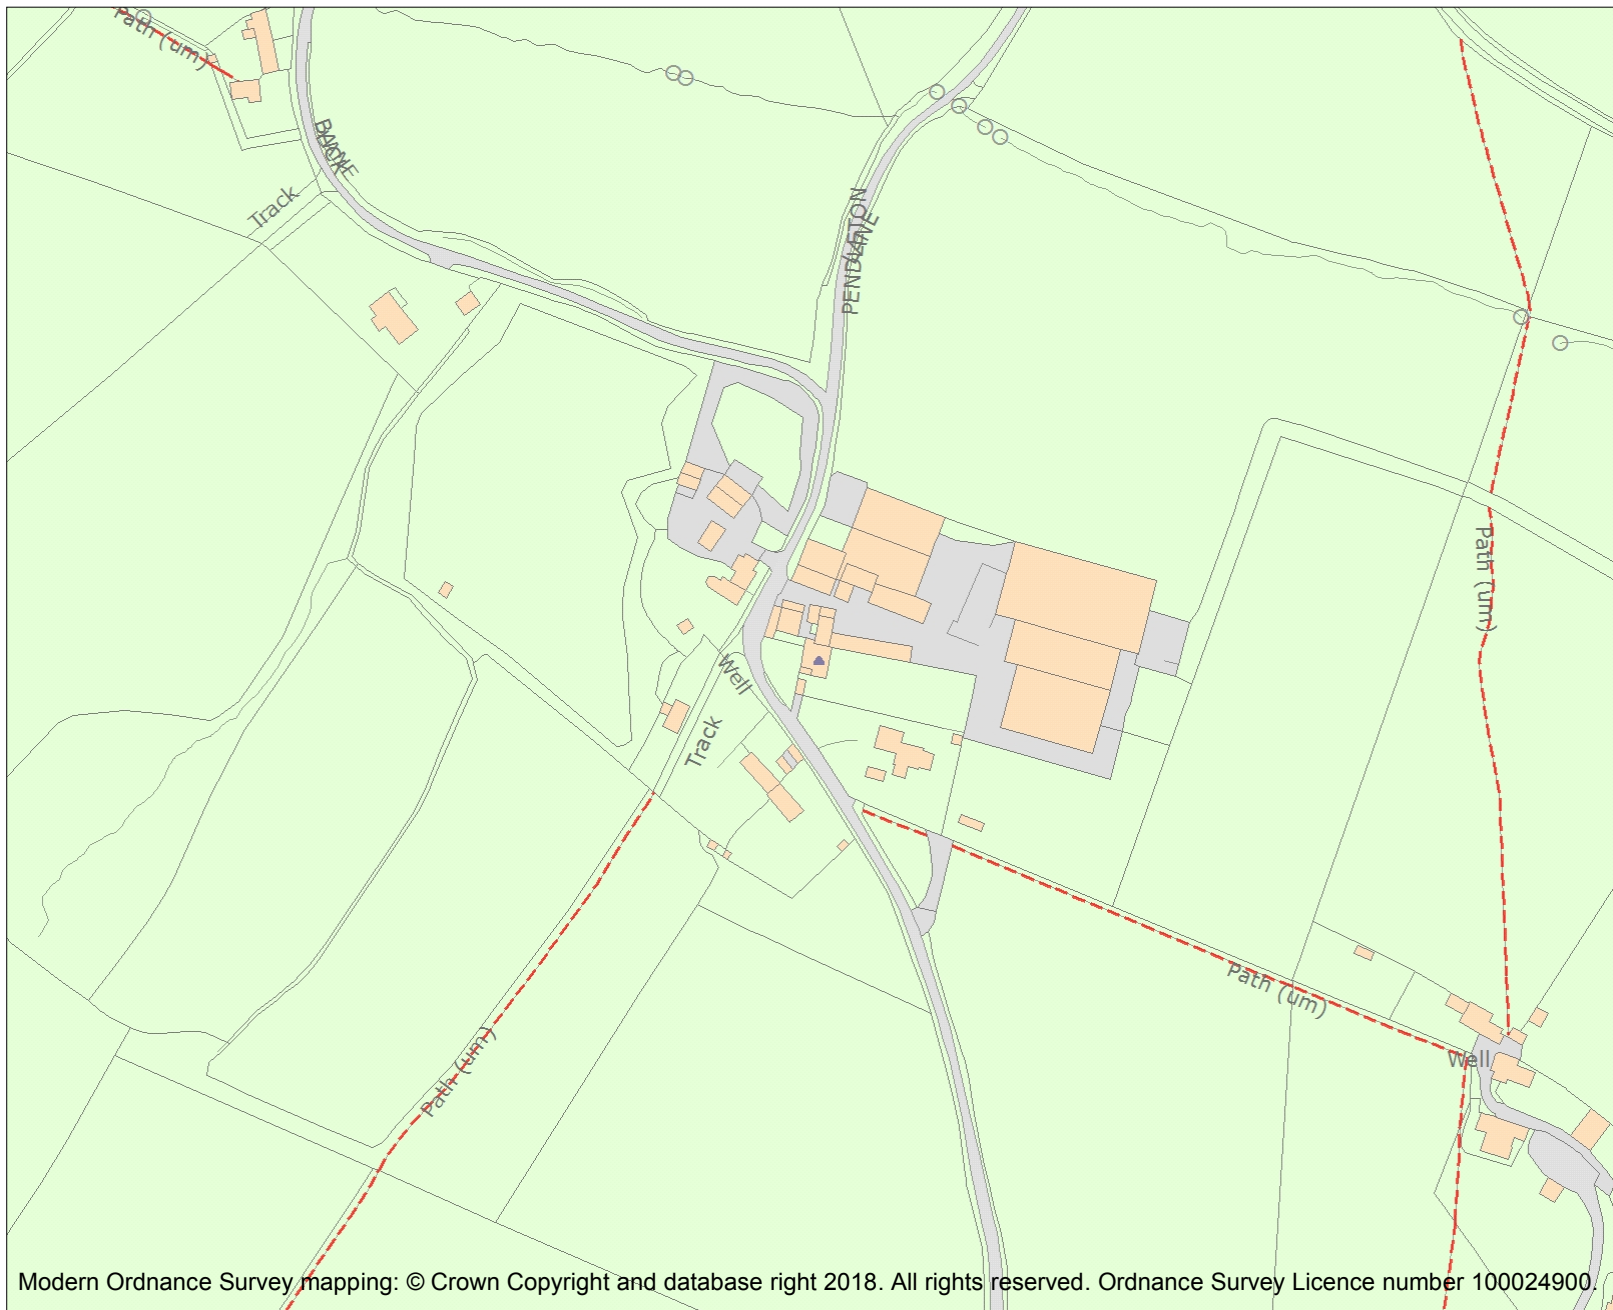 Path (um)
Track
PENDLETON
LANE
Path (um)
Well
Track
Path (um)
Path (um)
Well
Modern Ordnance Survey mapping: © Crown Copyright and database right 2018. All rights reserved. Ordnance Survey Licence number 100024900.